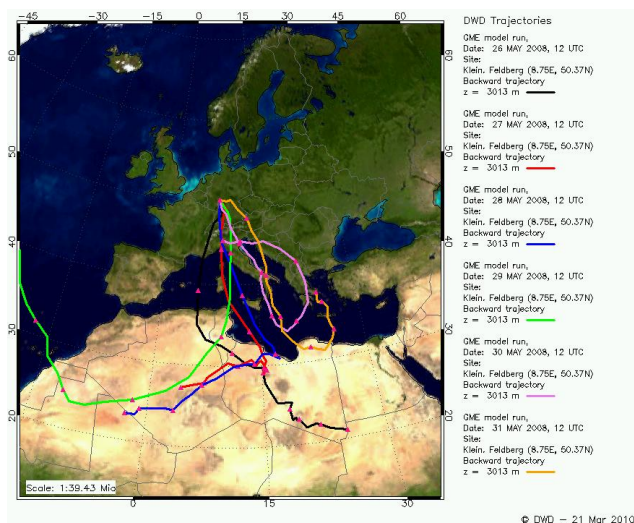 -45 -30 -15 0 15 30 45 60
DWD Trajectories
GME model run,
Date: 26 MAY 2008, 12 UTC
Site:
Klein. Feldberg (8.75E, 50.37N)
Backward trajectory
z = 3013 m
GME model run,
Date: 27 MAY 2008, 12 UTC
Site:
Klein. Feldberg (8.75E, 50.37N)
Backward trajectory
z = 3013 m
GME model run,
Date: 28 MAY 2008, 12 UTC
Site:
Klein. Feldberg (8.75E, 50.37N)
Backward trajectory
z = 3013 m
GME model run,
Date: 29 MAY 2008, 12 UTC
Site:
Klein. Feldberg (8.75E, 50.37N)
Backward trajectory
z = 3013 m
GME model run,
Date: 30 MAY 2008, 12 UTC
Site:
Klein. Feldberg (8.75E, 50.37N)
Backward trajectory
z = 3013 m
GME model run,
Date: 31 MAY 2008, 12 UTC
Site:
Klein. Feldberg (8.75E, 50.37N)
Backward trajectory
z = 3013 m
60 60
50 50
40 40
30 30
20 20
Scale: 1:39.43 Mio
0 15 30
© DWD – 21 Mar 2010